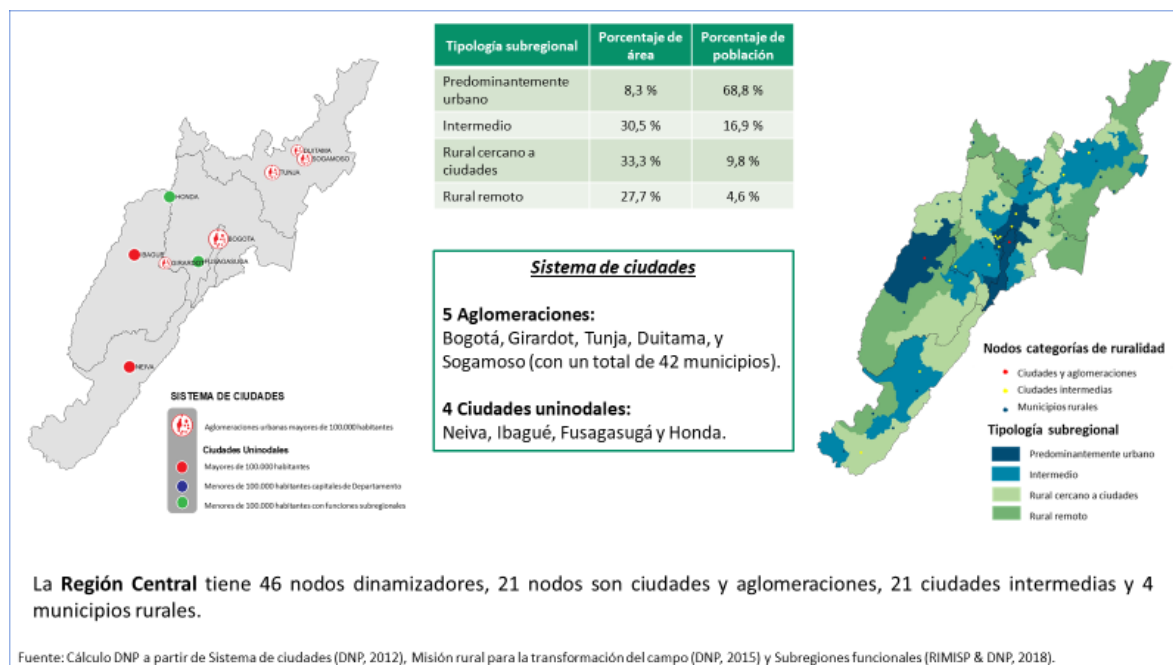 DUITAMA
SOGAMOSO
TUNJA
HONDA
BOGOTA
IBAGUE
GIRARDOT
FUSAGASUGA
NEIVA
SISTEMA DE CIUDADES
Aglomeraciones urbanas mayores de 100.000 habitantes
Ciudades Uninodales
Mayores de 100.000 habitantes
Menores de 100.000 habitantes capitales de Departamento
Menores de 100.000 habitantes con funciones subregionales
Tipología subregional Porcentaje de área Porcentaje de población
Predominantemente urbano 8,3 % 68,8 %
Intermedio 30,5 % 16,9 %
Rural cercano a ciudades 33,3 % 9,8 %
Rural remoto 27,7 % 4,6 %
Sistema de ciudades
5 Aglomeraciones:
Bogotá, Girardot, Tunja, Duitama, y
Sogamoso (con un total de 42 municipios).
4 Ciudades uninodales:
Neiva, Ibagué, Fusagasugá y Honda.
Nodos categorías de ruralidad
Ciudades y aglomeraciones
Ciudades intermedias
Municipios rurales
Tipología subregional
Predominantemente urbano
Intermedio
Rural cercano a ciudades
Rural remoto
La Región Central tiene 46 nodos dinamizadores, 21 nodos son ciudades y aglomeraciones, 21 ciudades intermedias y 4
municipios rurales.
Fuente: Cálculo DNP a partir de Sistema de ciudades (DNP, 2012), Misión rural para la transformación del campo (DNP, 2015) y Subregiones funcionales (RIMISP & DNP, 2018).